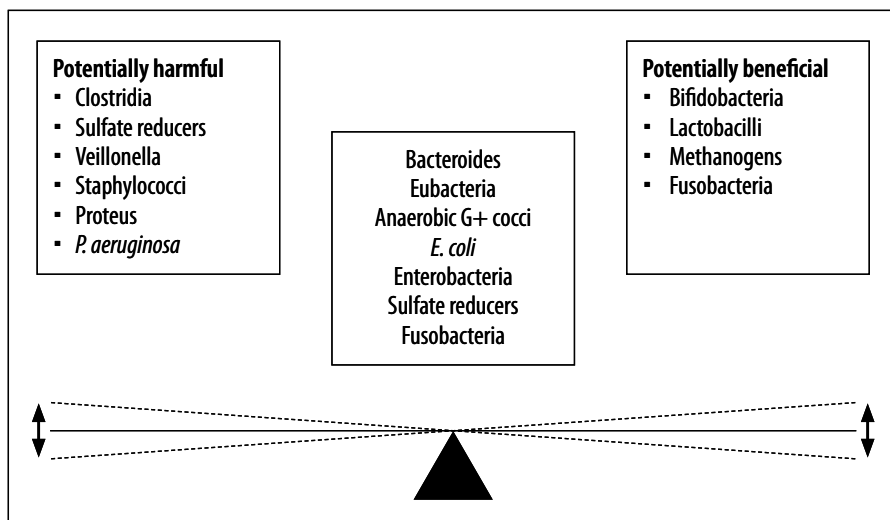 Potentially harmful
▪ Clostridia
▪ Sulfate reducers
▪ Veillonella
▪ Staphylococci
▪ Proteus
▪ P. aeruginosa
Bacteroides
Eubacteria
Anaerobic G+ cocci
E. coli
Enterobacteria
Sulfate reducers
Fusobacteria
Potentially beneficial
▪ Bifidobacteria
▪ Lactobacilli
▪ Methanogens
▪ Fusobacteria